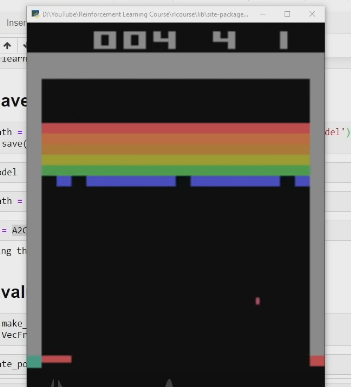 D:\YouTube\Reinforcement Learning Course\rlcourse\lib\site-package...
Inser
004 4 1
learn
ave
ath =
del')
save(
odel
ath =
= A2C
ng th
val
make_
VecFr
ate_po